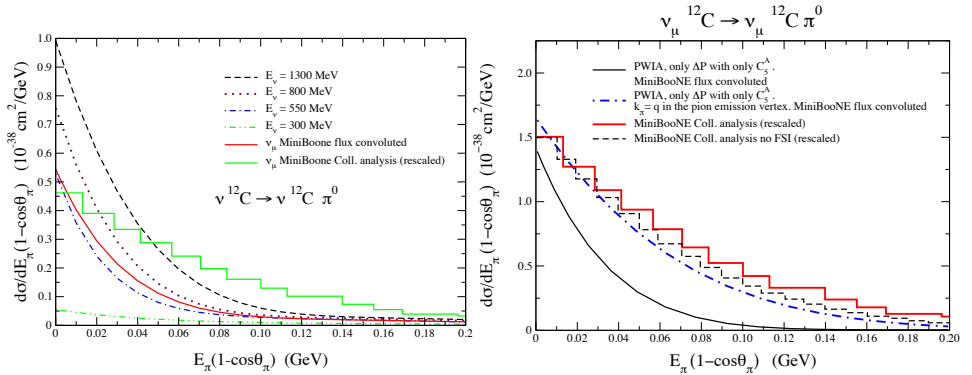 1.0
0.9
0.8
0.7
0.6
0.5
0.4
0.3
0.2
0.1
0
0
0.02
0.04
0.06
0.08
0.1
0.12
0.14
0.16
0.18
0.2
dσ/dE_π(1−cosθ_π) (10^-38 cm^2/GeV)
E_π(1−cosθ_π) (GeV)
E_ν = 1300 MeV
E_ν = 800 MeV
E_ν = 550 MeV
E_ν = 300 MeV
ν_μ MiniBoone flux convoluted
ν_μ MiniBoone Coll. analysis (rescaled)
ν ^12C → ν ^12C π^0
ν_μ ^12C → ν_μ ^12C π^0
2.0
1.5
1.0
0.5
0.0
0
0.02
0.04
0.06
0.08
0.10
0.12
0.14
0.16
0.18
0.20
dσ/dE_π(1−cosθ_π) (10^-38 cm^2/GeV)
E_π(1−cosθ_π) (GeV)
PWIA, only ΔP with only C_5^A .
MiniBooNE flux convoluted
PWIA, only ΔP with only C_5^A .
k_π = q in the pion emission vertex. MiniBooNE flux convoluted
MiniBooNE Coll. analysis (rescaled)
MiniBooNE Coll. analysis no FSI (rescaled)